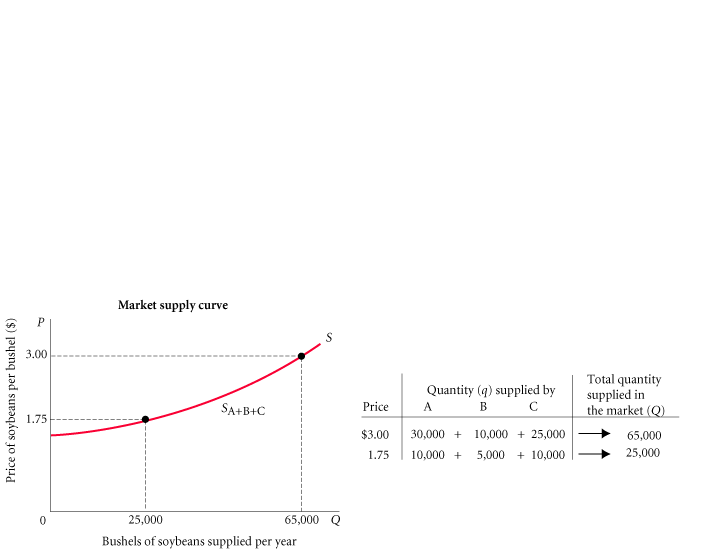 Market supply curve
Price of soybeans per bushel ($)
P
S
3.00
1.75
SA+B+C
0
25,000
65,000 Q
Bushels of soybeans supplied per year
Total quantity
supplied in
the market (Q)
Quantity (q) supplied by
Price A B C
$3.00 30,000 + 10,000 + 25,000 65,000
1.75 10,000 + 5,000 + 10,000 25,000